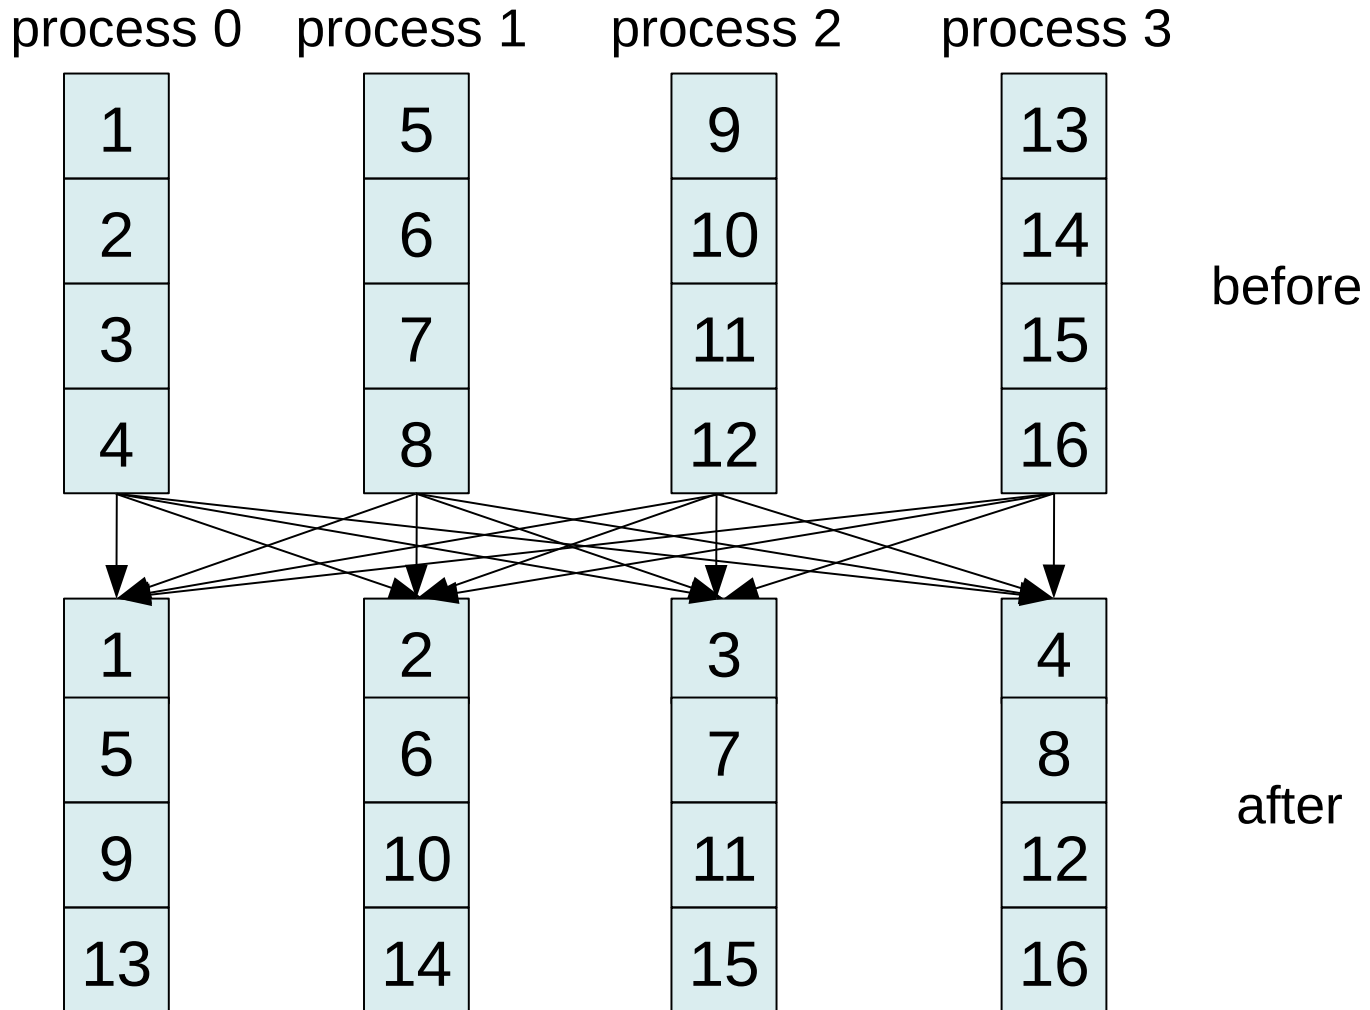 process 0 process 1 process 2 process 3
1 5 9 13
2 6 10 14
before
3 7 11 15
4 8 12 16
1 2 3 4
5 6 7 8
after
9 10 11 12
13 14 15 16